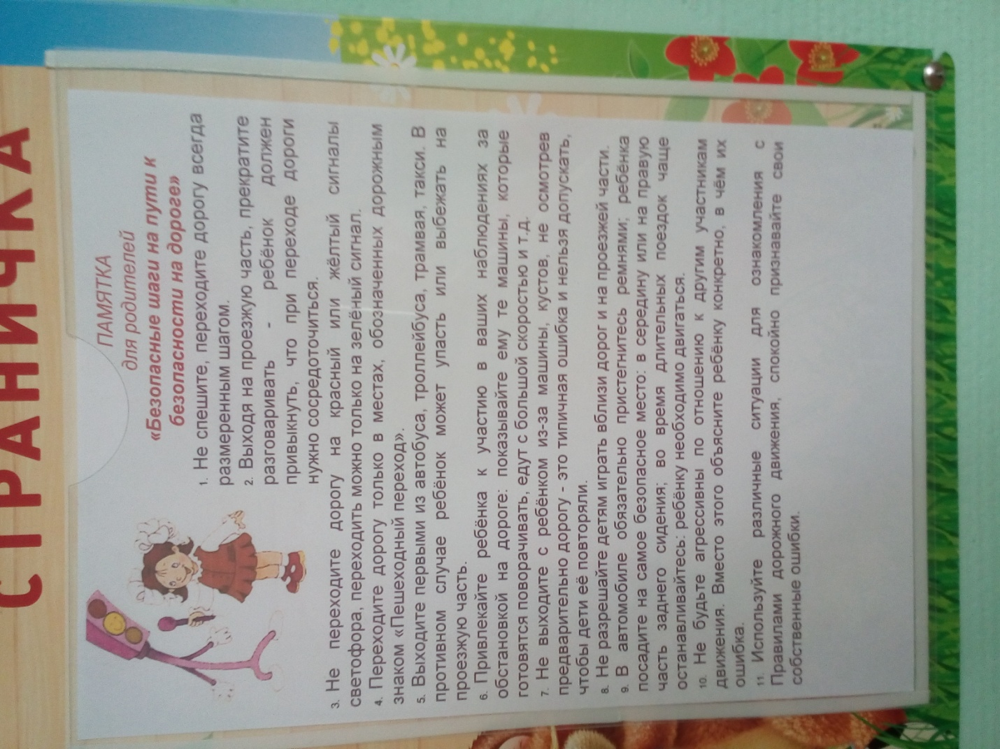 СТРАНИЧКА
ПАМЯТКА
для родителей
«Безопасные шаги на пути к
безопасности на дороге»
1. Не спешите, переходите дорогу всегда
размеренным шагом.
2. Выходя на проезжую часть, прекратите
разговаривать - ребёнок должен
привыкнуть, что при переходе дороги
нужно сосредоточиться.
3. Не переходите дорогу на красный или жёлтый сигналы
светофора, переходить можно только на зелёный сигнал.
4. Переходите дорогу только в местах, обозначенных дорожным
знаком «Пешеходный переход».
5. Выходите первыми из автобуса, троллейбуса, трамвая, такси. В
противном случае ребёнок может упасть или выбежать на
проезжую часть.
6. Привлекайте ребёнка к участию в ваших наблюдениях за
обстановкой на дороге: показывайте ему те машины, которые
готовятся поворачивать, едут с большой скоростью и т.д.
7. Не выходите с ребёнком из-за машины, кустов, не осмотрев
предварительно дорогу - это типичная ошибка и нельзя допускать,
чтобы дети её повторяли.
8. Не разрешайте детям играть вблизи дорог и на проезжей части.
9. В автомобиле обязательно пристегнитесь ремнями; ребёнка
посадите на самое безопасное место: в середину или на правую
часть заднего сидения; во время длительных поездок чаще
останавливайтесь: ребёнку необходимо двигаться.
10. Не будьте агрессивны по отношению к другим участникам
движения. Вместо этого объясните ребёнку конкретно, в чём их
ошибка.
11. Используйте различные ситуации для ознакомления с
Правилами дорожного движения, спокойно признавайте свои
собственные ошибки.